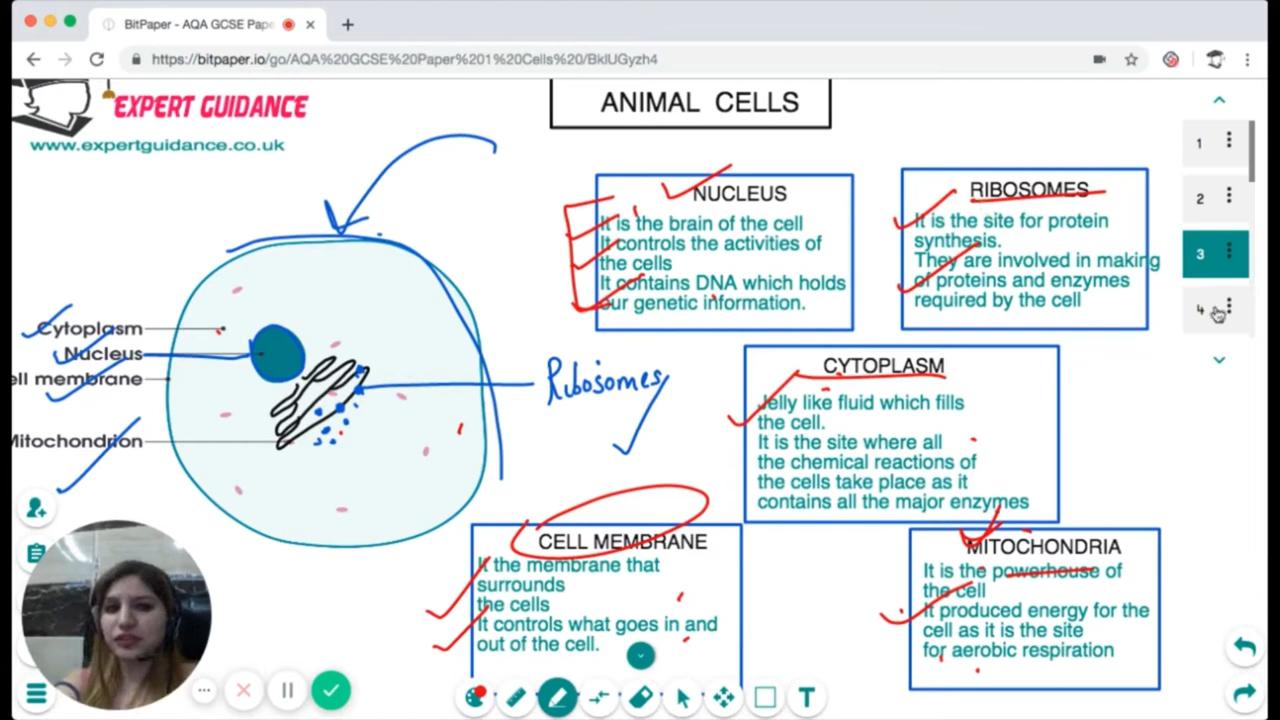 BitPaper - AQA GCSE Pape
https://bitpaper.io/go/AQA%20GCSE%20Paper%201%20Cells%20/BklUGyzh4
EXPERT GUIDANCE
www.expertguidance.co.uk
ANIMAL CELLS
NUCLEUS
It is the brain of the cell
It controls the activities of
the cells
It contains DNA which holds
our genetic information.
RIBOSOMES
It is the site for protein
synthesis.
They are involved in making
of proteins and enzymes
required by the cell
1
2
3
4
Cytoplasm
Nucleus
ell membrane
Mitochondrion
Ribosomes
CYTOPLASM
Jelly like fluid which fills
the cell.
It is the site where all
the chemical reactions of
the cells take place as it
contains all the major enzymes
CELL MEMBRANE
It the membrane that
surrounds
the cells
It controls what goes in and
out of the cell.
MITOCHONDRIA
It is the powerhouse of
the cell
It produced energy for the
cell as it is the site
for aerobic respiration
T